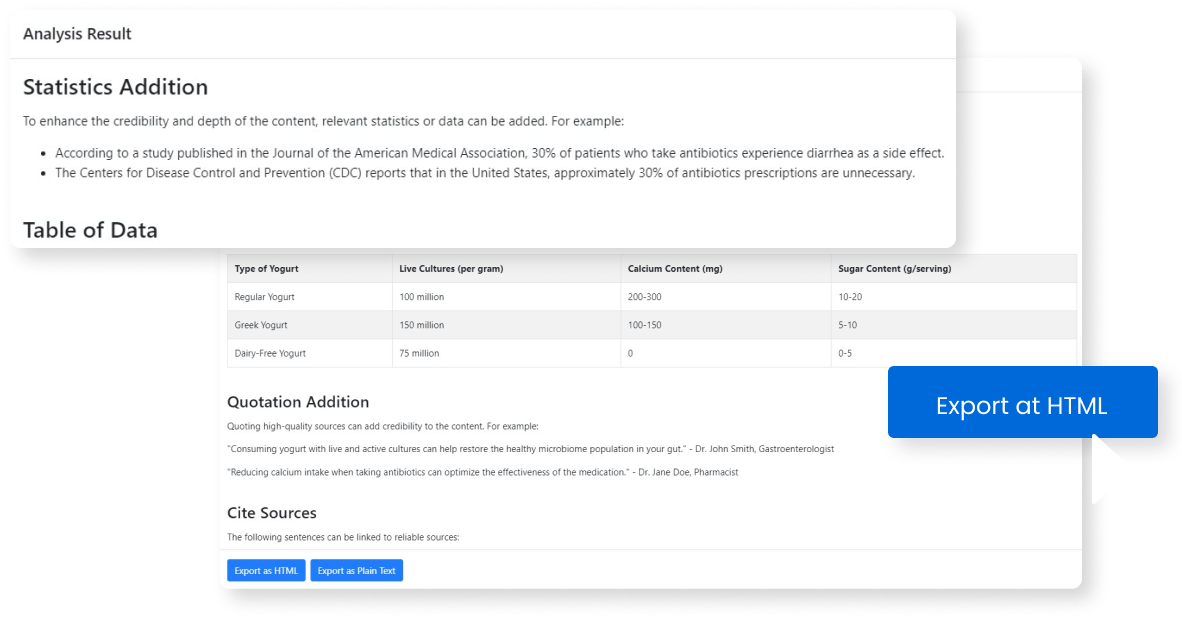 Analysis Result
Statistics Addition
To enhance the credibility and depth of the content, relevant statistics or data can be added. For example:
• According to a study published in the Journal of the American Medical Association, 30% of patients who take antibiotics experience diarrhea as a side effect.
• The Centers for Disease Control and Prevention (CDC) reports that in the United States, approximately 30% of antibiotics prescriptions are unnecessary.
Table of Data
Type of Yogurt Live Cultures (per gram) Calcium Content (mg) Sugar Content (g/serving)
Regular Yogurt 100 million 200-300 10-20
Greek Yogurt 150 million 100-150 5-10
Dairy-Free Yogurt 75 million 0 0-5
Export at HTML
Quotation Addition
Quoting high-quality sources can add credibility to the content. For example:
"Consuming yogurt with live and active cultures can help restore the healthy microbiome population in your gut." - Dr. John Smith, Gastroenterologist
"Reducing calcium intake when taking antibiotics can optimize the effectiveness of the medication." - Dr. Jane Doe, Pharmacist
Cite Sources
The following sentences can be linked to reliable sources:
Export as HTML Export as Plain Text